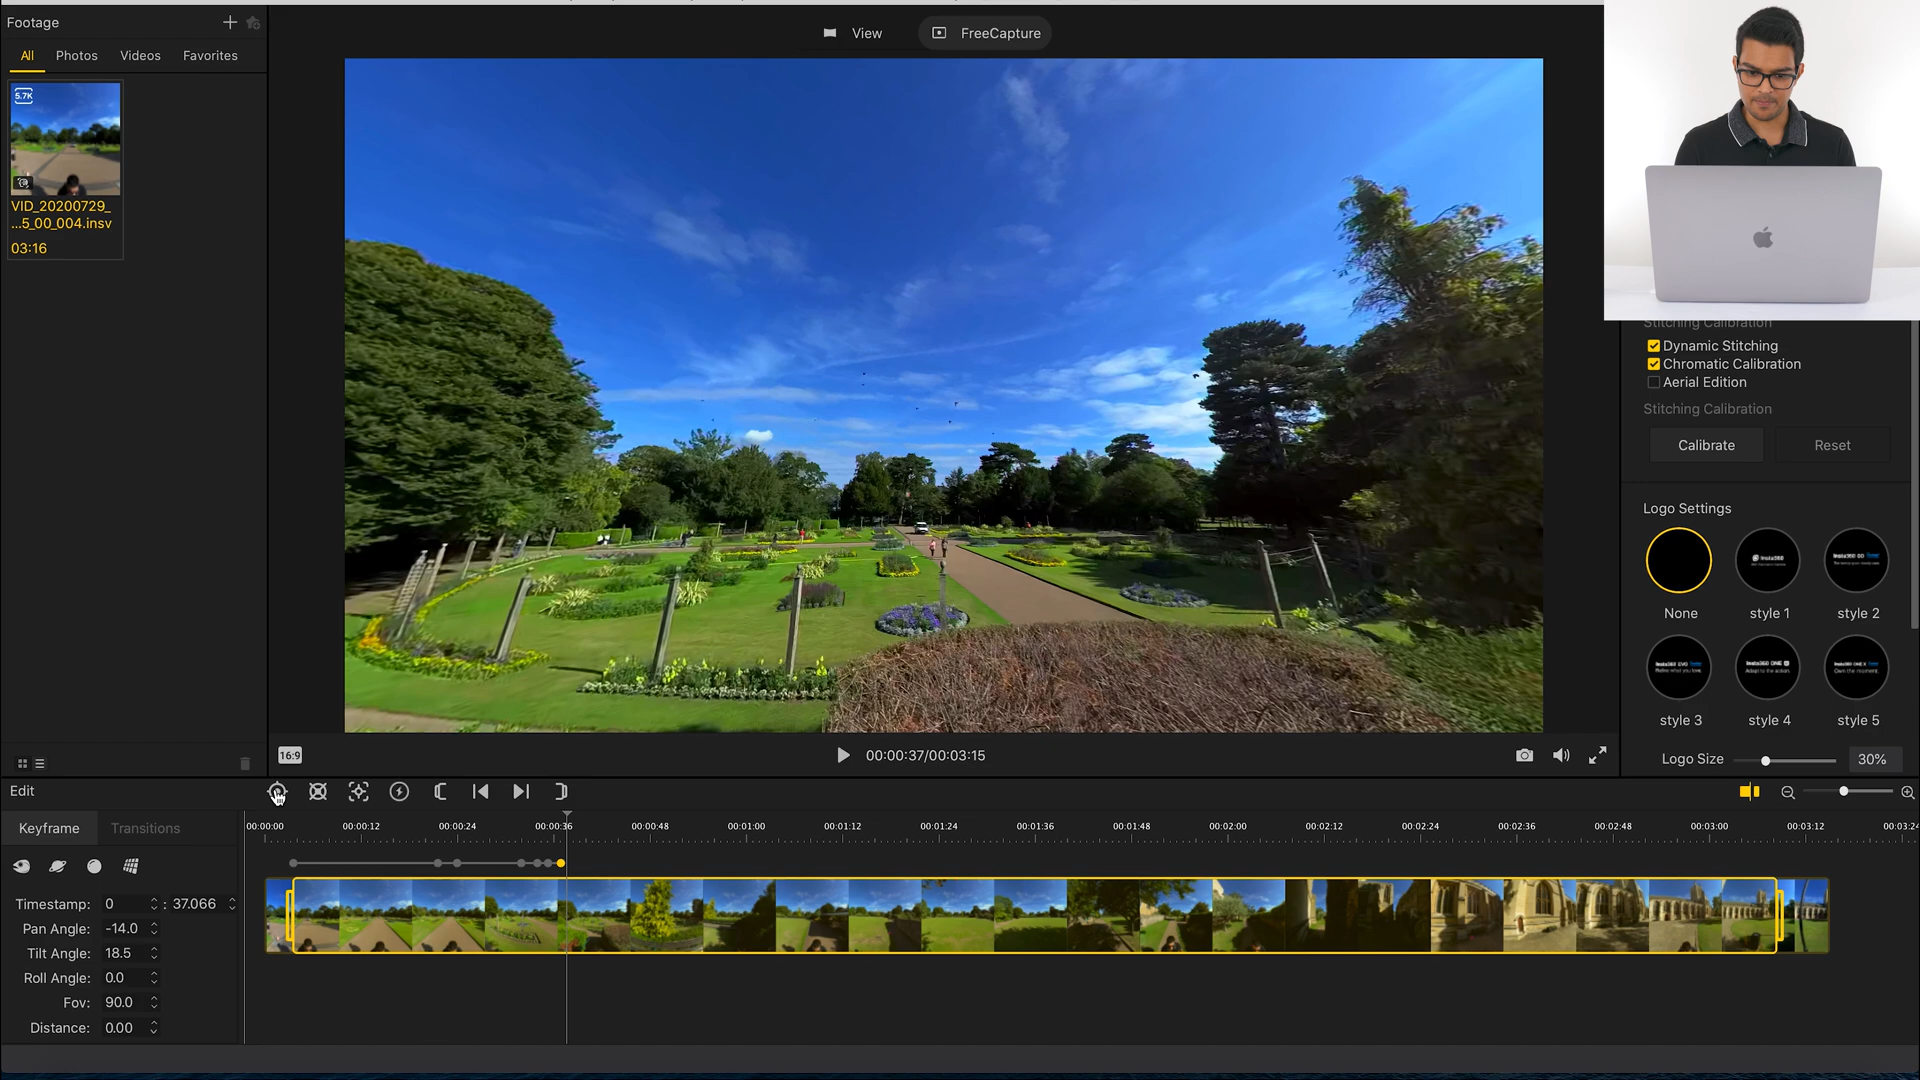 Footage
View
FreeCapture
All
Photos
Videos
Favorites
5.7K
VID_20200729_
...5_00_004.insv
03:16
Stitching Calibration
Dynamic Stitching
Chromatic Calibration
Aerial Edition
Stitching Calibration
Calibrate
Reset
Logo Settings
None
style 1
style 2
style 3
style 4
style 5
Logo Size
30%
16:9
00:00:37/00:03:15
Edit
Keyframe
Transitions
00:00:00
00:00:12
00:00:24
00:00:36
00:00:48
00:01:00
00:01:12
00:01:24
00:01:36
00:01:48
00:02:00
00:02:12
00:02:24
00:02:36
00:02:48
00:03:00
00:03:12
00:03:24
Timestamp: 0 : 37.066
Pan Angle: -14.0
Tilt Angle: 18.5
Roll Angle: 0.0
Fov: 90.0
Distance: 0.00